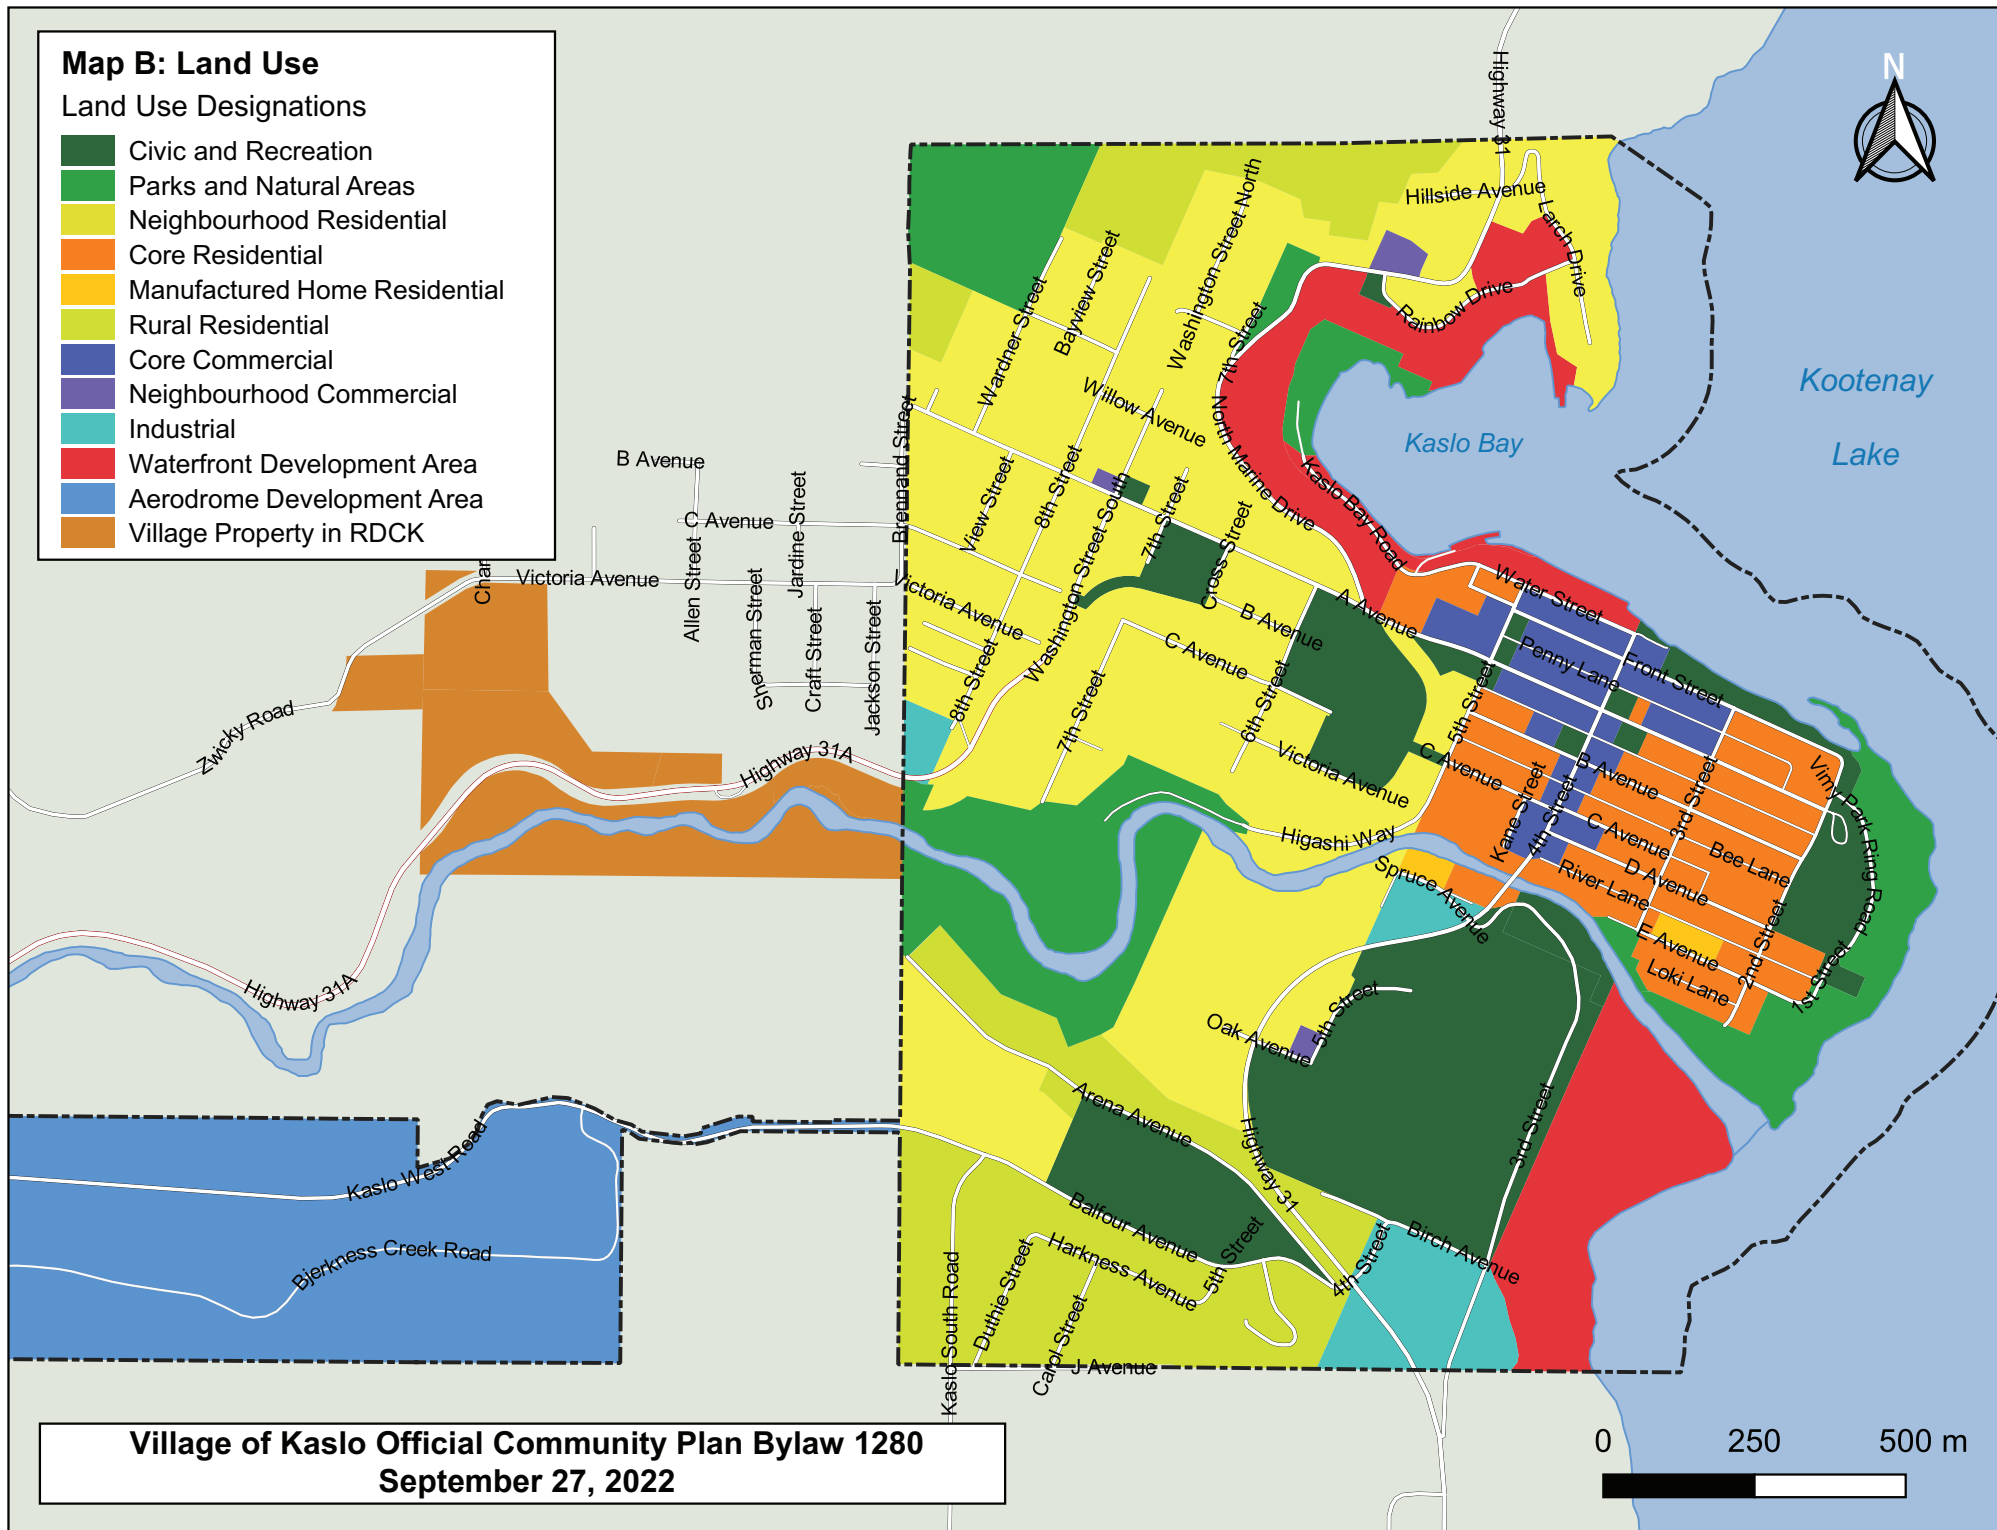 Map B: Land Use
Land Use Designations
Civic and Recreation
Parks and Natural Areas
Neighbourhood Residential
Core Residential
Manufactured Home Residential
Rural Residential
Core Commercial
Neighbourhood Commercial
Industrial
Waterfront Development Area
Aerodrome Development Area
Village Property in RDCK
N
Highway 31
Hillside Avenue
Larch Drive
Rainbow Drive
Washington Street North
Bayview Street
Wardner Street
7th Street
Willow Avenue
North Marine Drive
Kaslo Bay Road
Kaslo Bay
Kootenay
Lake
B Avenue
C Avenue
Jardine Street
Brennand Street
View Street
8th Street
Washington Street South
7th Street
Cross Street
Char
Victoria Avenue
Allen Street
Sherman Street
Craft Street
Jackson Street
Victoria Avenue
A Avenue
B Avenue
C Avenue
Water Street
Penny Lane
Front Street
5th Street
6th Street
7th Street
8th Street
Zwicky Road
Highway 31A
Victoria Avenue
C Avenue
B Avenue
3rd Street
Kane Street
4th Street
Vimy Park Ring Road
Higashi Way
C Avenue
Bee Lane
D Avenue
River Lane
Spruce Avenue
E Avenue
Loki Lane
2nd Street
1st Street
Highway 31A
5th Street
Oak Avenue
Arena Avenue
Highway 31
3rd Street
Kaslo West Road
Bjerkness Creek Road
Balfour Avenue
Harkness Avenue
5th Street
4th Street
Birch Avenue
Duthie Street
Carol Street
Kaslo South Road
J Avenue
Village of Kaslo Official Community Plan Bylaw 1280
September 27, 2022
0 250 500 m